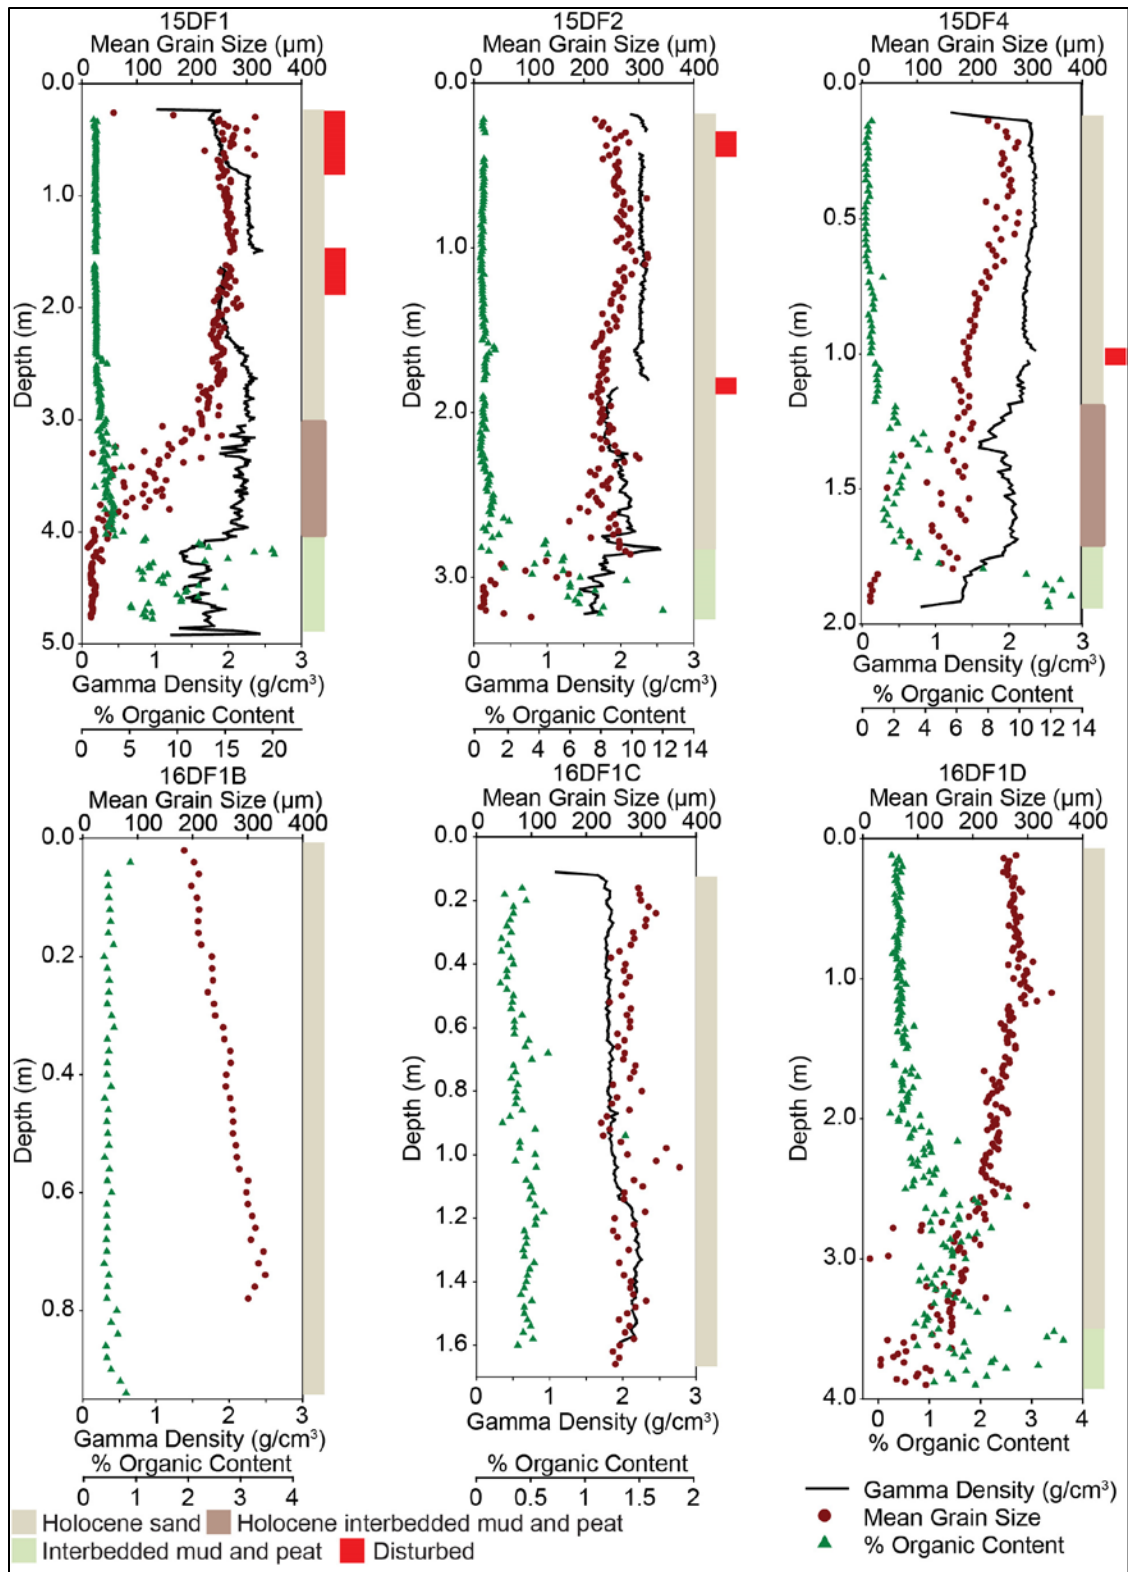 15DF1
Mean Grain Size (µm)
0 100 200 300 400
0.0
1.0
2.0
3.0
4.0
5.0
Depth (m)
0 1 2 3
Gamma Density (g/cm³)
% Organic Content
0 5 10 15 20
15DF2
Mean Grain Size (µm)
0 100 200 300 400
0.0
1.0
2.0
3.0
Depth (m)
0 1 2 3
Gamma Density (g/cm³)
% Organic Content
0 2 4 6 8 10 12 14
15DF4
Mean Grain Size (µm)
0 100 200 300 400
0.0
0.5
1.0
1.5
2.0
Depth (m)
0 1 2 3
Gamma Density (g/cm³)
% Organic Content
0 2 4 6 8 10 12 14
16DF1B
Mean Grain Size (µm)
0 100 200 300 400
0.0
0.2
0.4
0.6
0.8
Depth (m)
0 1 2 3
Gamma Density (g/cm³)
% Organic Content
0 1 2 3 4
16DF1C
Mean Grain Size (µm)
0 100 200 300 400
0.0
0.2
0.4
0.6
0.8
1.0
1.2
1.4
1.6
Depth (m)
0 1 2 3
Gamma Density (g/cm³)
% Organic Content
0 0.5 1 1.5 2
16DF1D
Mean Grain Size (µm)
0 100 200 300 400
0.0
1.0
2.0
3.0
4.0
Depth (m)
0 1 2 3 4
% Organic Content
Gamma Density (g/cm³)
Mean Grain Size
% Organic Content
Holocene sand Holocene interbedded mud and peat
Interbedded mud and peat Disturbed